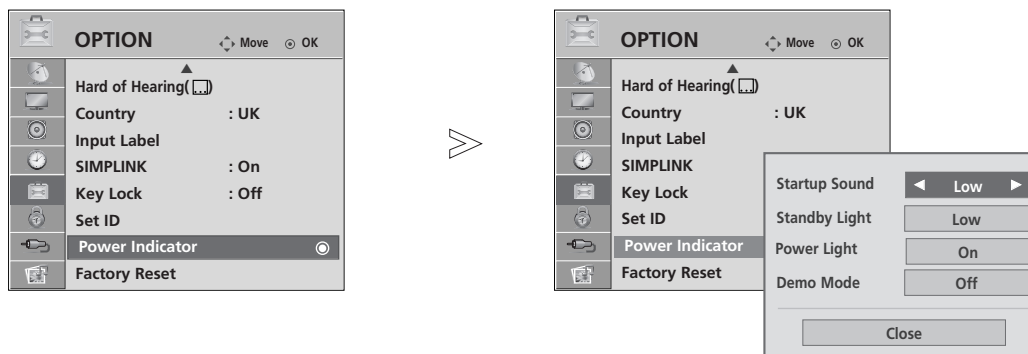 OPTION Move OK
Hard of Hearing( )
Country : UK
Input Label
SIMPLINK : On
Key Lock : Off
Set ID
Power Indicator
Factory Reset
OPTION Move OK
Hard of Hearing( )
Country : UK
Input Label
SIMPLINK
Key Lock
Set ID
Power Indicator
Factory Reset
Startup Sound ◄ Low ►
Standby Light Low
Power Light On
Demo Mode Off
Close